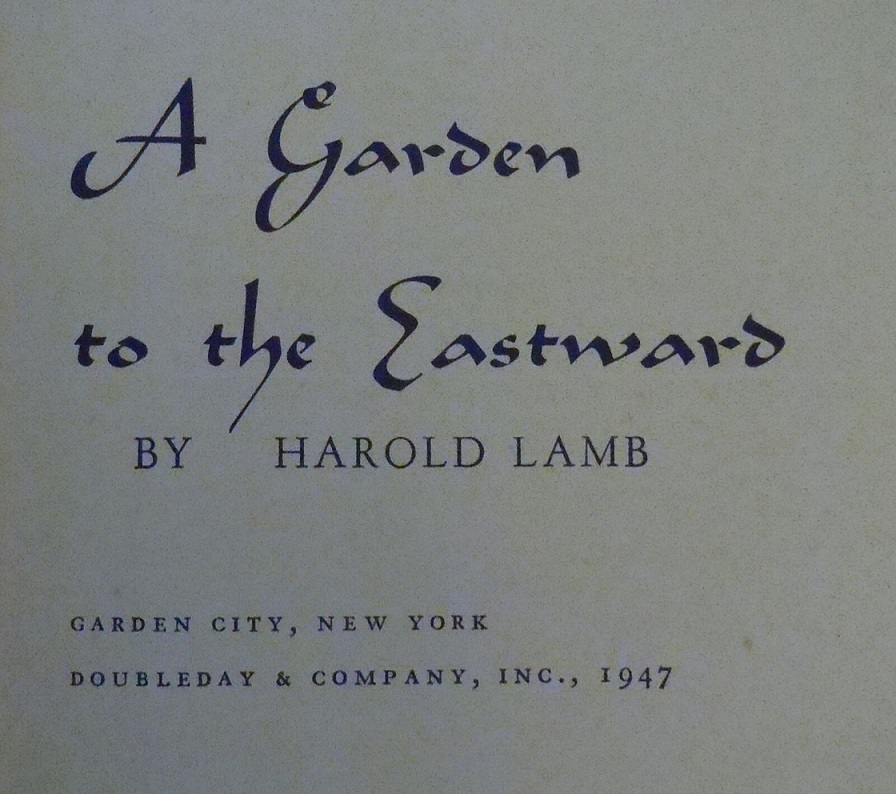 A Garden
to the Eastward
BY HAROLD LAMB
GARDEN CITY, NEW YORK
DOUBLEDAY & COMPANY, INC., 1947